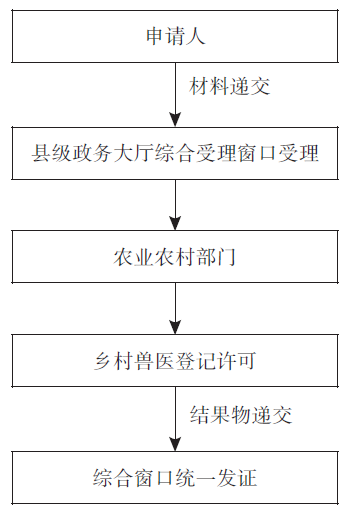 申请人
材料递交
县级政务大厅综合受理窗口受理
农业农村部门
乡村兽医登记许可
结果物递交
综合窗口统一发证